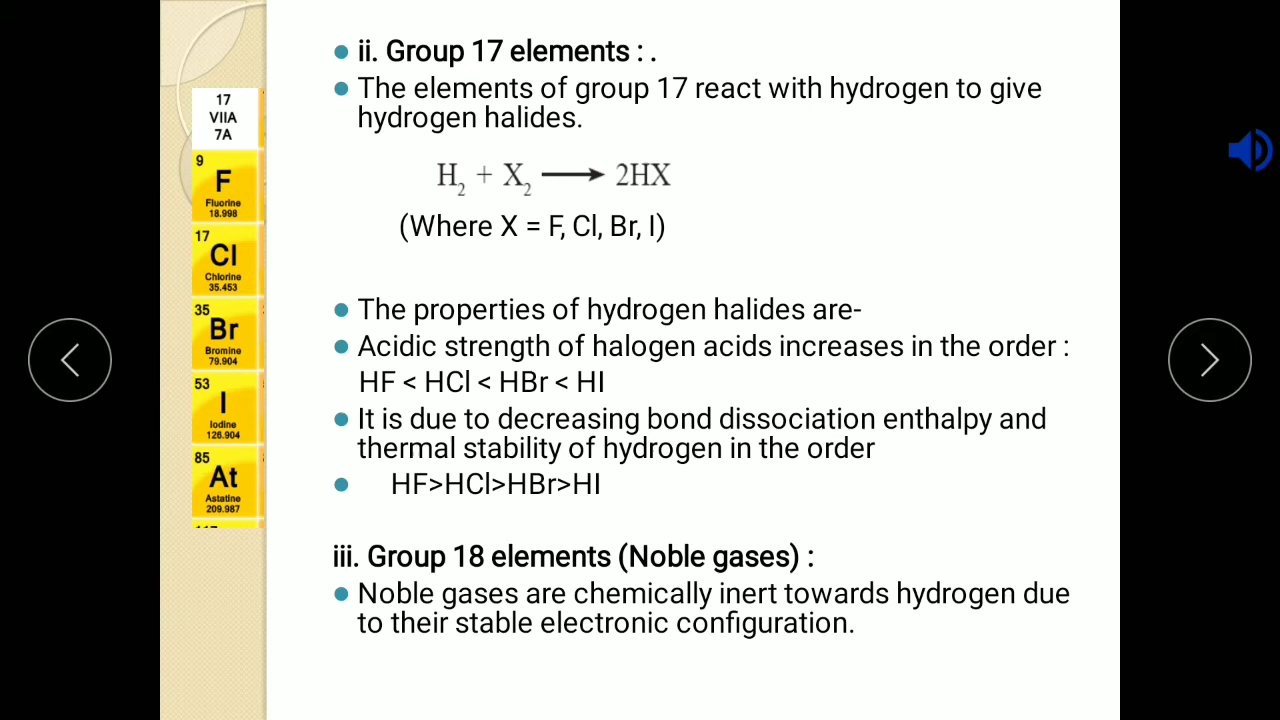 ii. Group 17 elements : .
The elements of group 17 react with hydrogen to give
hydrogen halides.
H₂ + X₂ ⟶ 2HX
(Where X = F, Cl, Br, I)
The properties of hydrogen halides are-
Acidic strength of halogen acids increases in the order :
HF < HCl < HBr < HI
It is due to decreasing bond dissociation enthalpy and
thermal stability of hydrogen in the order
HF>HCl>HBr>HI
iii. Group 18 elements (Noble gases) :
Noble gases are chemically inert towards hydrogen due
to their stable electronic configuration.
17
VIIA
7A
9
F
Fluorine
18.998
17
Cl
Chlorine
35.453
35
Br
Bromine
79.904
53
I
Iodine
126.904
85
At
Astatine
209.987